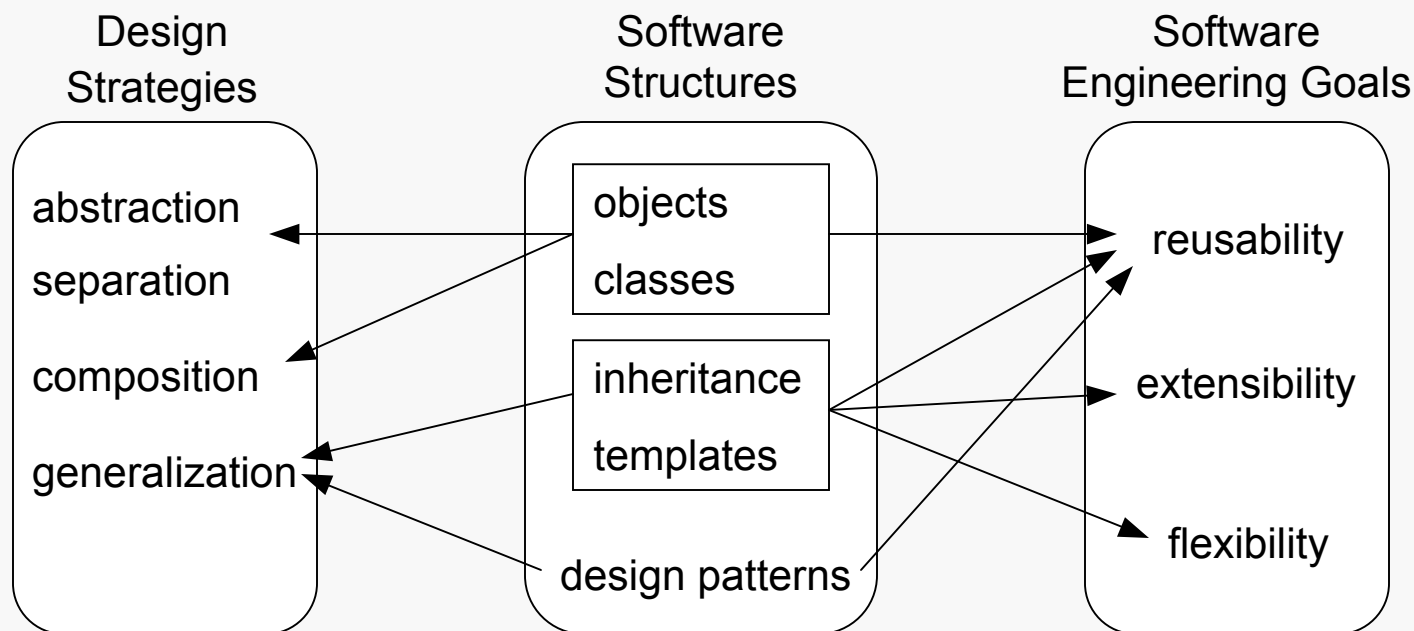 Design
Strategies
Software
Structures
Software
Engineering Goals
abstraction
separation
composition
generalization
objects
classes
inheritance
templates
design patterns
reusability
extensibility
flexibility